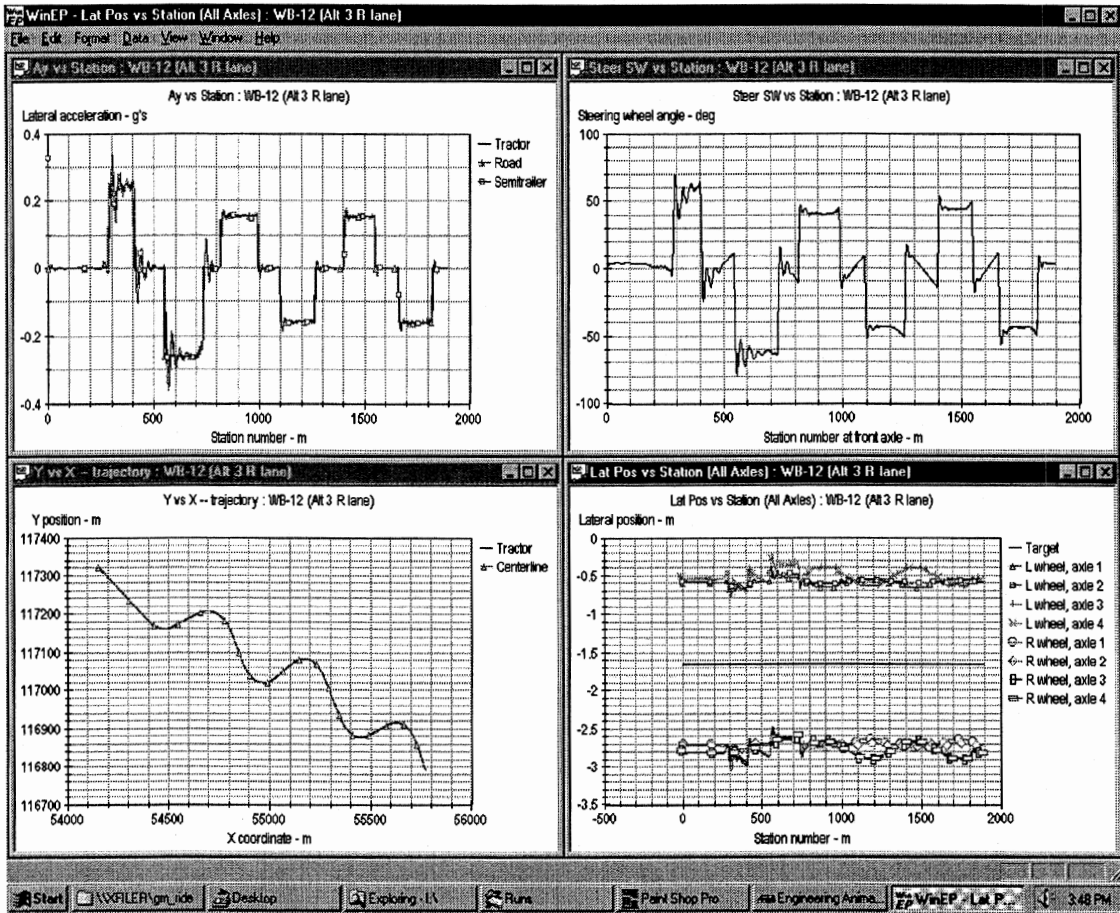 WinEP - Lat Pos vs Station (All Axles) : WB-12 (Alt 3 R lane)
File Edit Format Data View Window Help
Ay vs Station : WB-12 (Alt 3 R lane)
Ay vs Station : WB-12 (Alt 3 R lane)
Lateral acceleration - g's
0.4
0.2
0
-0.2
-0.4
0 500 1000 1500 2000
Station number - m
Tractor
Road
Semitrailer
Steer SW vs Station : WB-12 (Alt 3 R lane)
Steer SW vs Station : WB-12 (Alt 3 R lane)
Steering wheel angle - deg
100
50
0
-50
-100
0 500 1000 1500 2000
Station number at front axle - m
Y vs X -- trajectory : WB-12 (Alt 3 R lane)
Y vs X -- trajectory : WB-12 (Alt 3 R lane)
Y position - m
117400
117300
117200
117100
117000
116900
116800
116700
54000 54500 55000 55500 56000
X coordinate - m
Tractor
Centerline
Lat Pos vs Station (All Axles) : WB-12 (Alt 3 R lane)
Lat Pos vs Station (All Axles) : WB-12 (Alt 3 R lane)
Lateral position - m
0
-0.5
-1
-1.5
-2
-2.5
-3
-3.5
-500 0 500 1000 1500 2000
Station number - m
Target
L wheel, axle 1
L wheel, axle 2
L wheel, axle 3
L wheel, axle 4
R wheel, axle 1
R wheel, axle 2
R wheel, axle 3
R wheel, axle 4
Start \\XFILER\gm_ride Desktop Exploring - I:\ Runs Paint Shop Pro Engineering Anima... WinEP - Lat P... 3:48 PM